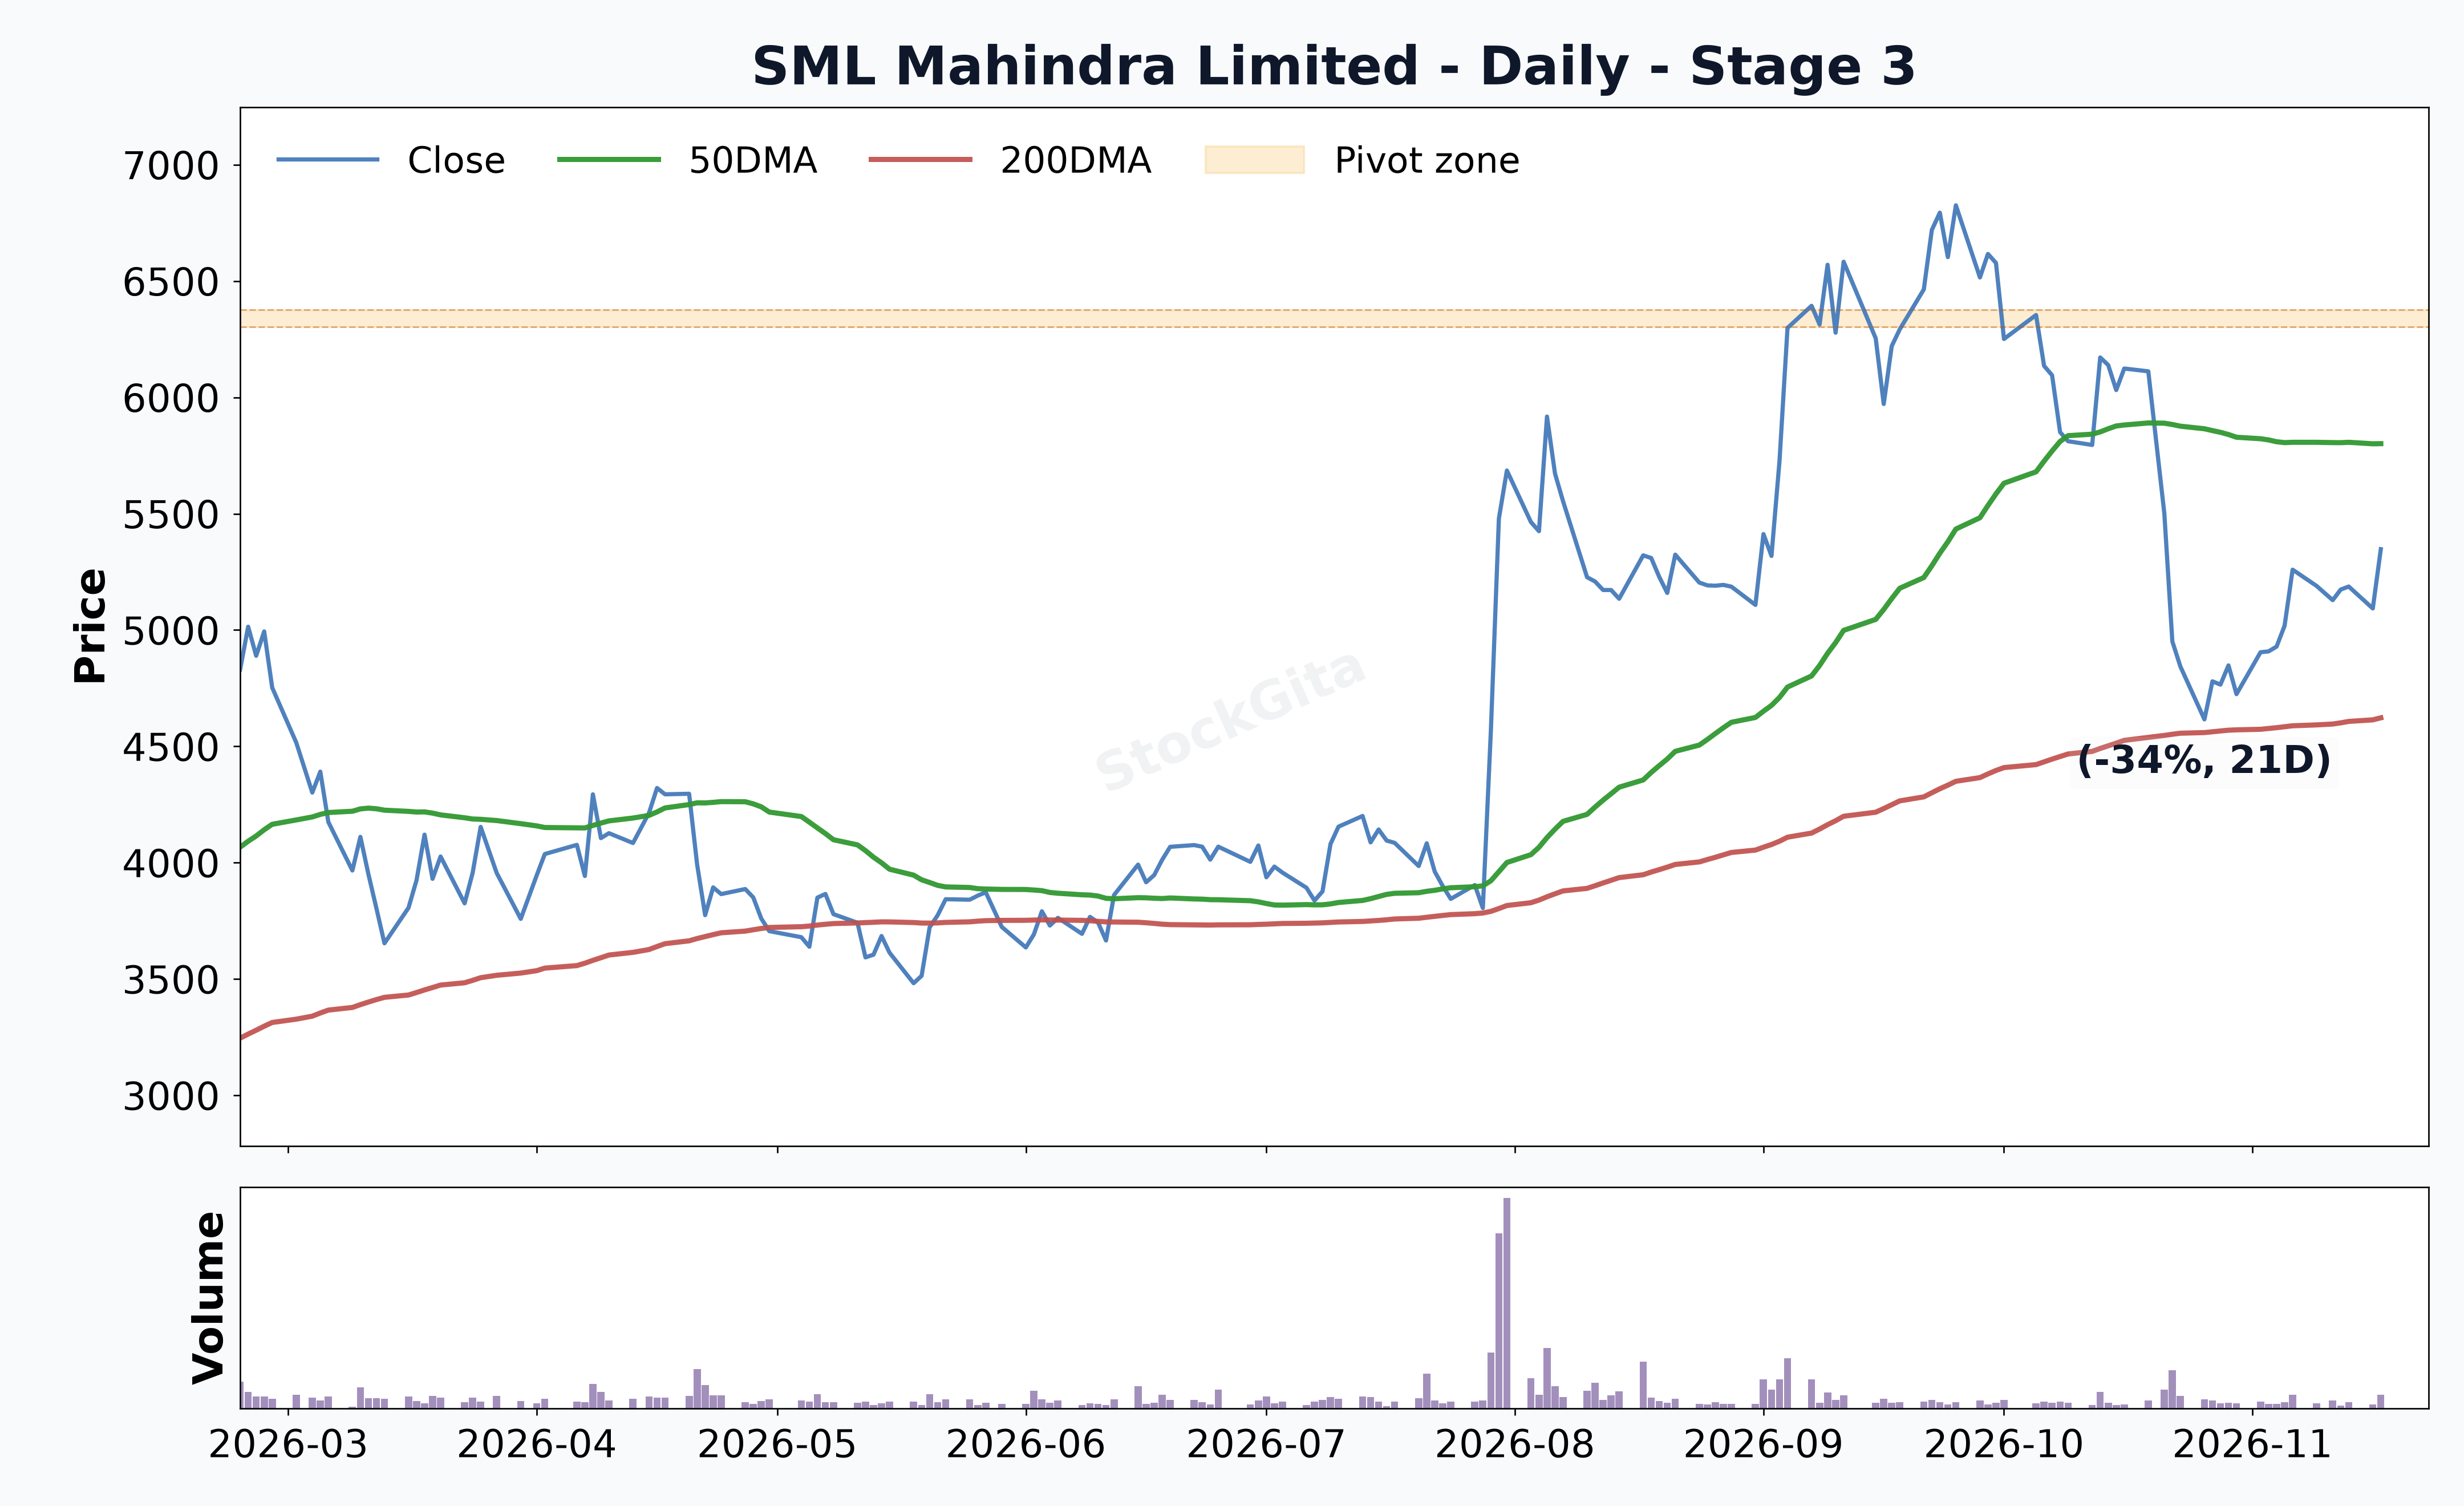 SML Mahindra Limited - Daily - Stage 3
Close 50DMA 200DMA Pivot zone
7000
6500
6000
5500
5000
4500
4000
3500
3000
Price
StockGita
(-34%, 21D)
Volume
2026-03 2026-04 2026-05 2026-06 2026-07 2026-08 2026-09 2026-10 2026-11